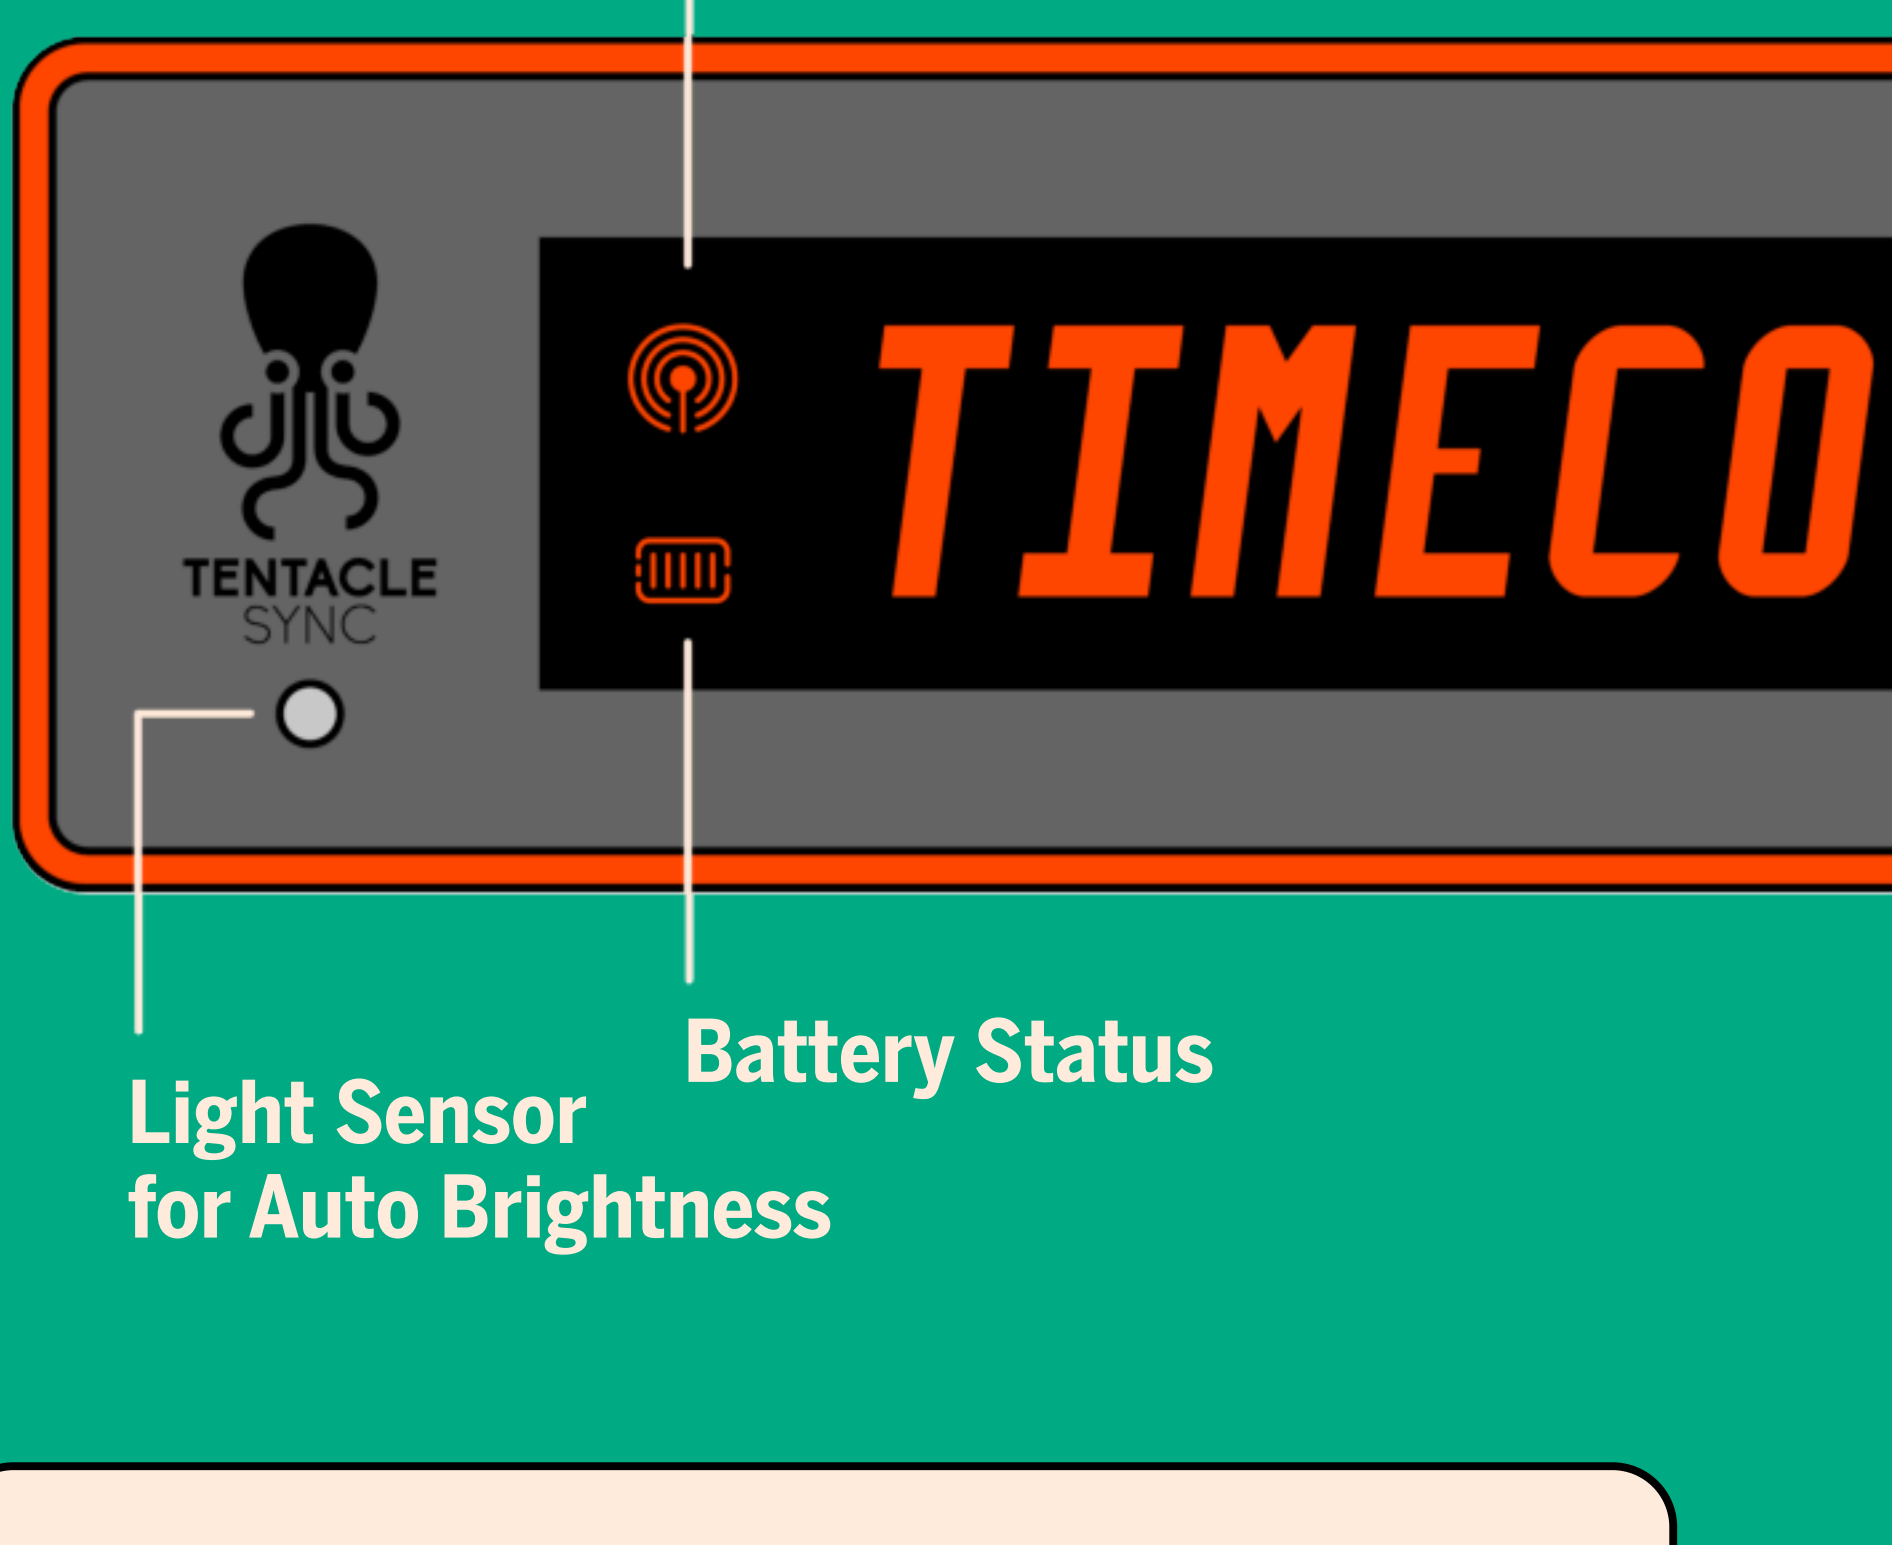 TENTACLE
SYNC
TIMECO
Battery Status
Light Sensor
for Auto Brightness